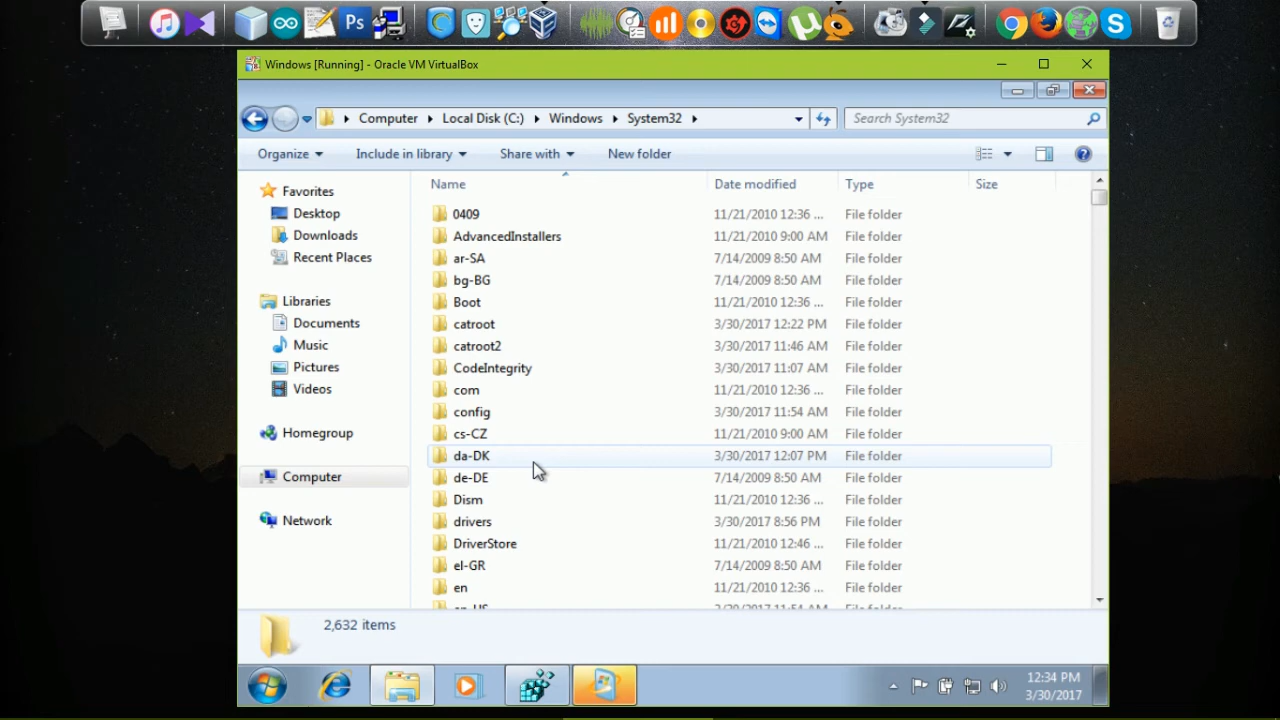 Ps
Windows [Running] - Oracle VM VirtualBox
Computer Local Disk (C:) Windows System32
Search System32
Organize Include in library Share with New folder
Favorites
Desktop
Downloads
Recent Places
Libraries
Documents
Music
Pictures
Videos
Homegroup
Computer
Network
Name Date modified Type Size
0409 11/21/2010 12:36 ... File folder
AdvancedInstallers 11/21/2010 9:00 AM File folder
ar-SA 7/14/2009 8:50 AM File folder
bg-BG 7/14/2009 8:50 AM File folder
Boot 11/21/2010 12:36 ... File folder
catroot 3/30/2017 12:22 PM File folder
catroot2 3/30/2017 11:46 AM File folder
CodeIntegrity 3/30/2017 11:07 AM File folder
com 11/21/2010 12:36 ... File folder
config 3/30/2017 11:54 AM File folder
cs-CZ 11/21/2010 9:00 AM File folder
da-DK 3/30/2017 12:07 PM File folder
de-DE 7/14/2009 8:50 AM File folder
Dism 11/21/2010 12:36 ... File folder
drivers 3/30/2017 8:56 PM File folder
DriverStore 11/21/2010 12:46 ... File folder
el-GR 7/14/2009 8:50 AM File folder
en 11/21/2010 12:36 ... File folder
2,632 items
12:34 PM
3/30/2017